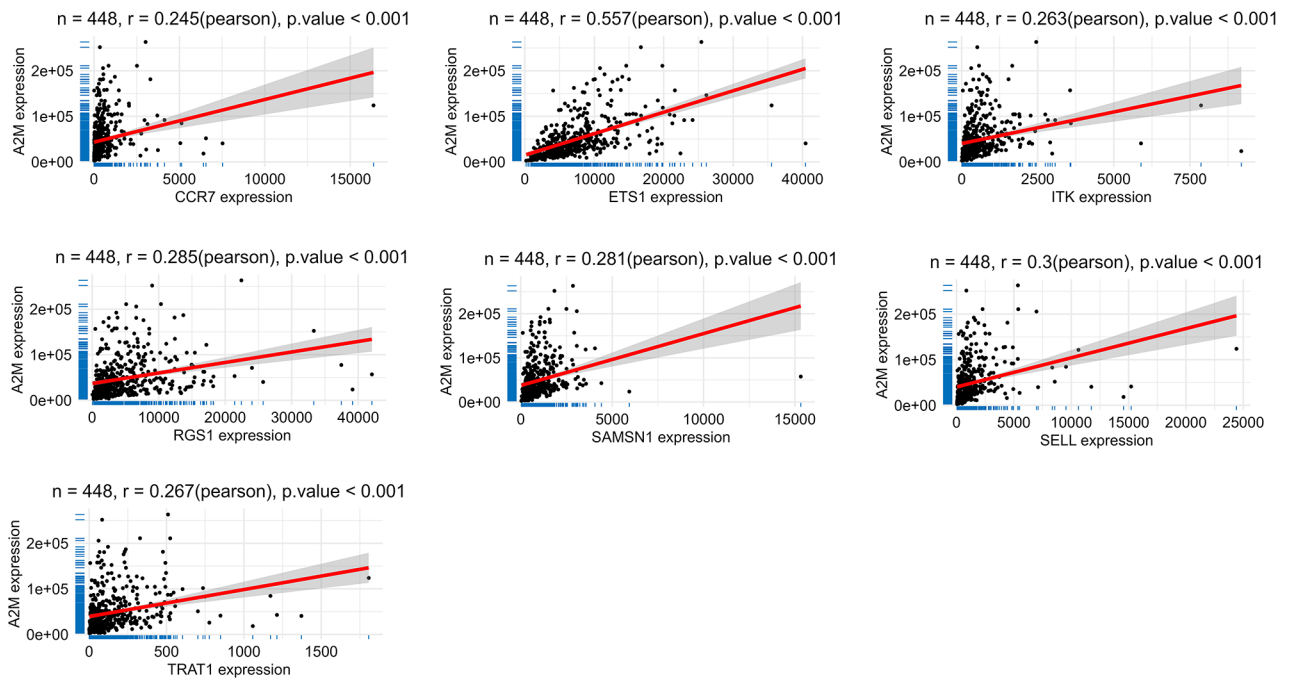 n = 448, r = 0.245(pearson), p.value < 0.001
A2M expression
2e+05
1e+05
0e+00
0 5000 10000 15000
CCR7 expression
n = 448, r = 0.557(pearson), p.value < 0.001
A2M expression
2e+05
1e+05
0e+00
0 10000 20000 30000 40000
ETS1 expression
n = 448, r = 0.263(pearson), p.value < 0.001
A2M expression
2e+05
1e+05
0e+00
0 2500 5000 7500
ITK expression
n = 448, r = 0.285(pearson), p.value < 0.001
A2M expression
2e+05
1e+05
0e+00
0 10000 20000 30000 40000
RGS1 expression
n = 448, r = 0.281(pearson), p.value < 0.001
A2M expression
2e+05
1e+05
0e+00
0 5000 10000 15000
SAMSN1 expression
n = 448, r = 0.3(pearson), p.value < 0.001
A2M expression
2e+05
1e+05
0e+00
0 5000 10000 15000 20000 25000
SELL expression
n = 448, r = 0.267(pearson), p.value < 0.001
A2M expression
2e+05
1e+05
0e+00
0 500 1000 1500
TRAT1 expression